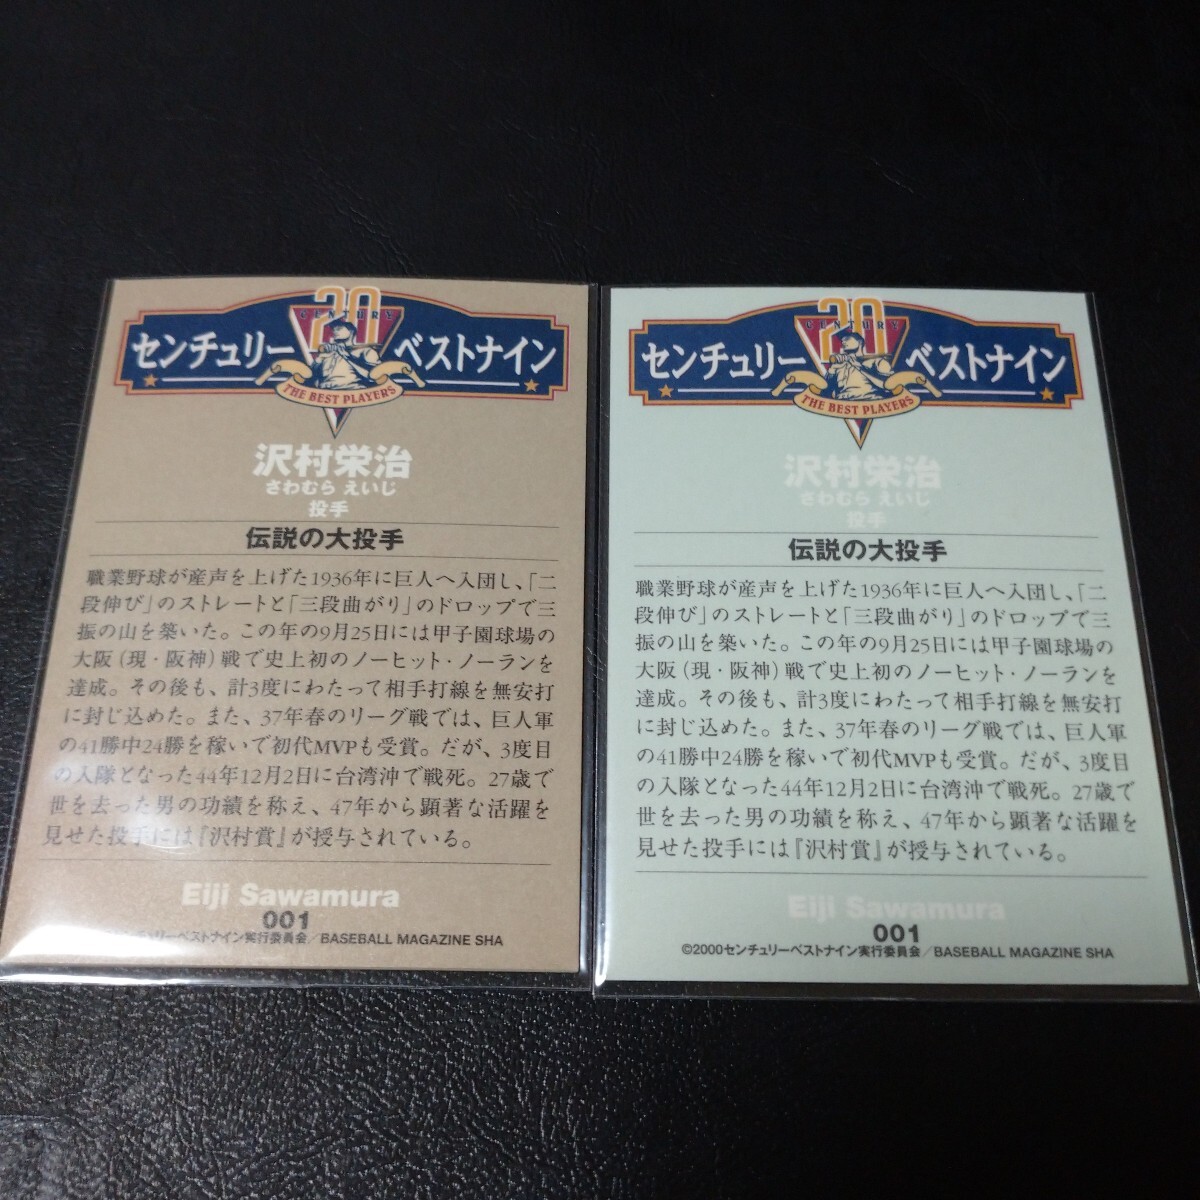 20
CENTURY
センチュリー ベストナイン
THE BEST PLAYERS
沢村栄治
さわむら えいじ
投手
伝説の大投手
職業野球が産声を上げた1936年に巨人へ入団し、「二
段伸び」のストレートと「三段曲がり」のドロップで三
振の山を築いた。この年の9月25日には甲子園球場の
大阪（現・阪神）戦で史上初のノーヒット・ノーランを
達成。その後も、計3度にわたって相手打線を無安打
に封じ込めた。また、37年春のリーグ戦では、巨人軍
の41勝中24勝を稼いで初代MVPも受賞。だが、3度目
の入隊となった44年12月2日に台湾沖で戦死。27歳で
世を去った男の功績を称え、47年から顕著な活躍を
見せた投手には『沢村賞』が授与されている。
Eiji Sawamura
001
センチュリーベストナイン実行委員会／BASEBALL MAGAZINE SHA
20
CENTURY
センチュリー ベストナイン
THE BEST PLAYERS
沢村栄治
さわむら えいじ
投手
伝説の大投手
職業野球が産声を上げた1936年に巨人へ入団し、「二
段伸び」のストレートと「三段曲がり」のドロップで三
振の山を築いた。この年の9月25日には甲子園球場の
大阪（現・阪神）戦で史上初のノーヒット・ノーランを
達成。その後も、計3度にわたって相手打線を無安打
に封じ込めた。また、37年春のリーグ戦では、巨人軍
の41勝中24勝を稼いで初代MVPも受賞。だが、3度目
の入隊となった44年12月2日に台湾沖で戦死。27歳で
世を去った男の功績を称え、47年から顕著な活躍を
見せた投手には『沢村賞』が授与されている。
Eiji Sawamura
001
©2000センチュリーベストナイン実行委員会／BASEBALL MAGAZINE SHA